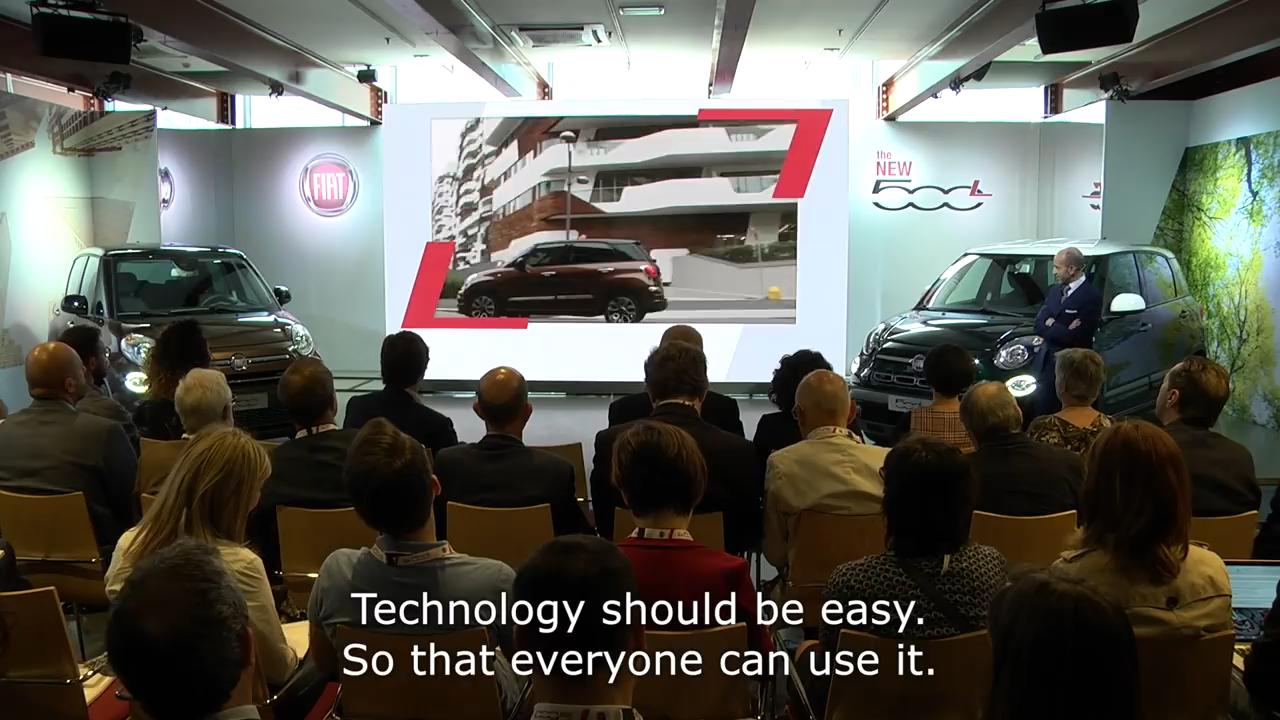 FIAT
the
NEW
500L
Technology should be easy.
So that everyone can use it.